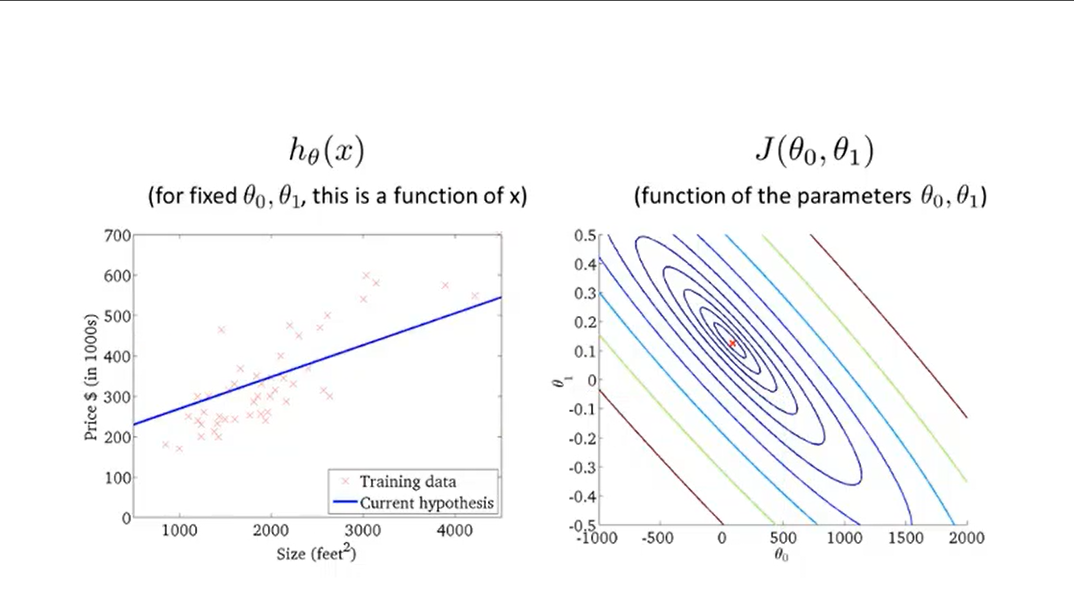 hθ(x)
(for fixed θ0, θ1, this is a function of x)
700
600
500
400
300
200
100
0
Price $ (in 1000s)
1000 2000 3000 4000
Size (feet²)
Training data
Current hypothesis
J(θ0, θ1)
(function of the parameters θ0, θ1)
0.5
0.4
0.3
0.2
0.1
0
-0.1
-0.2
-0.3
-0.4
-0.5
θ1
-1000 -500 0 500 1000 1500 2000
θ0